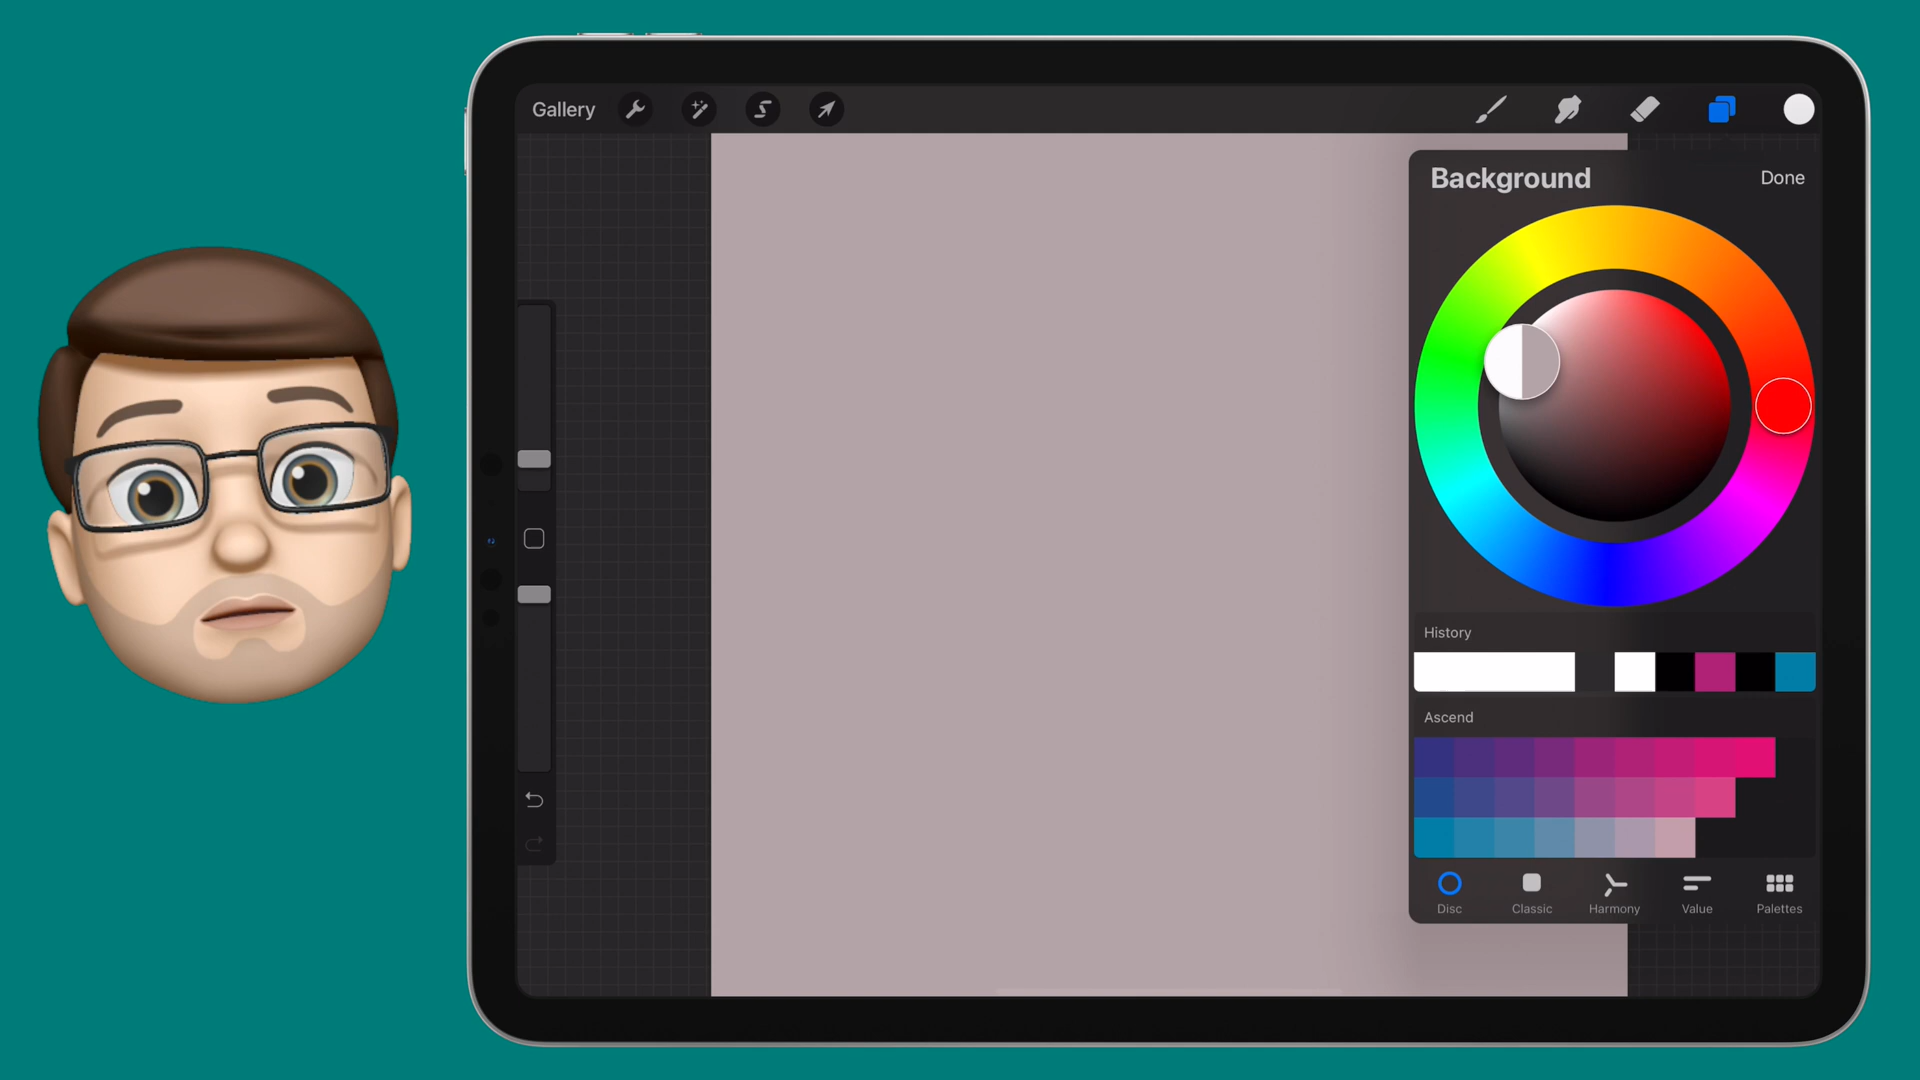 Gallery
Background
Done
History
Ascend
Disc
Classic
Harmony
Value
Palettes